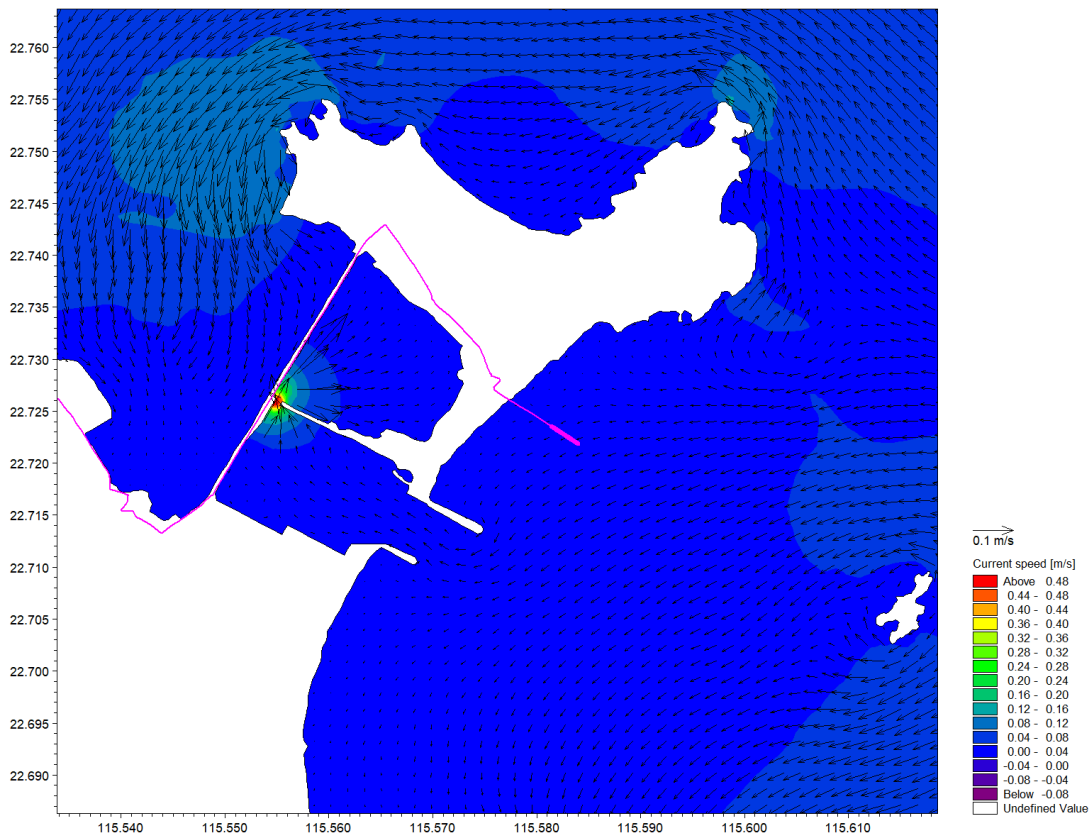 22.760
22.755
22.750
22.745
22.740
22.735
22.730
22.725
22.720
22.715
22.710
22.705
22.700
22.695
22.690
115.540
115.550
115.560
115.570
115.580
115.590
115.600
115.610
0.1 m/s
Current speed [m/s]
Above 0.48
0.44 - 0.48
0.40 - 0.44
0.36 - 0.40
0.32 - 0.36
0.28 - 0.32
0.24 - 0.28
0.20 - 0.24
0.16 - 0.20
0.12 - 0.16
0.08 - 0.12
0.04 - 0.08
0.00 - 0.04
-0.04 - 0.00
-0.08 - -0.04
Below -0.08
Undefined Value